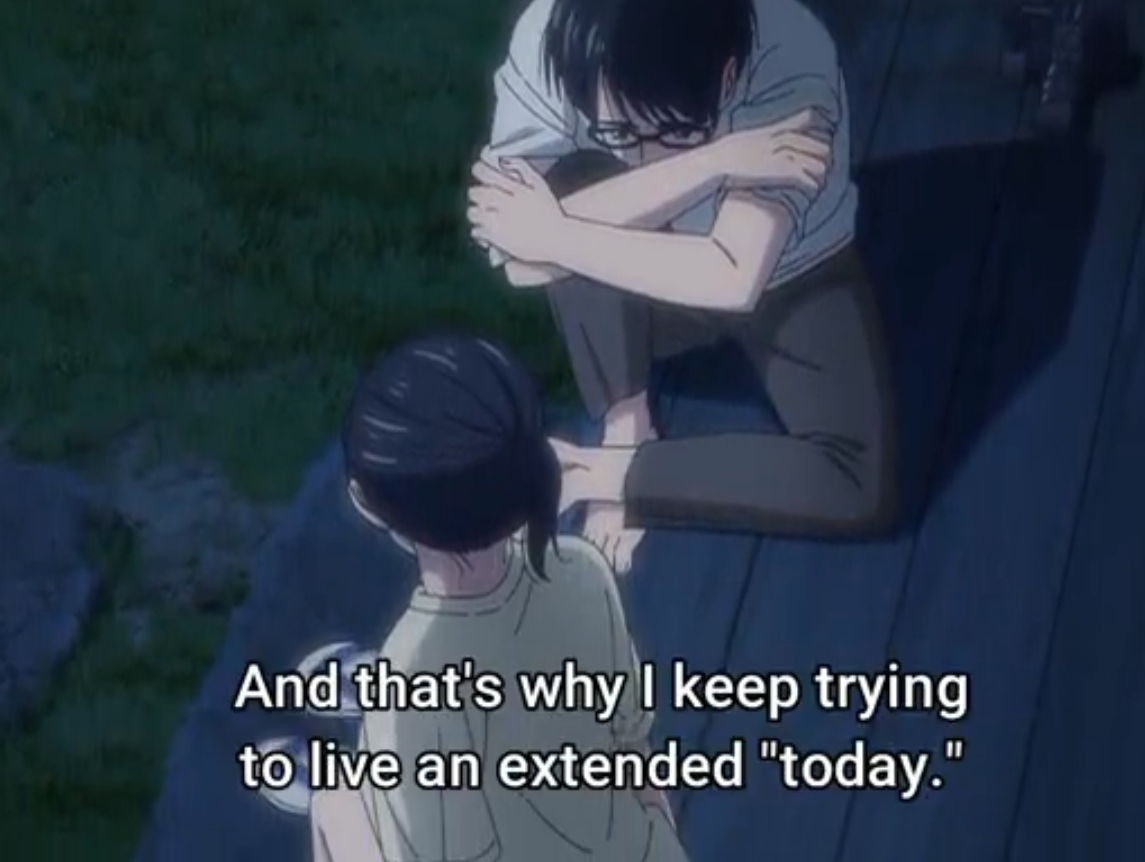 And that's why I keep trying
to live an extended "today."